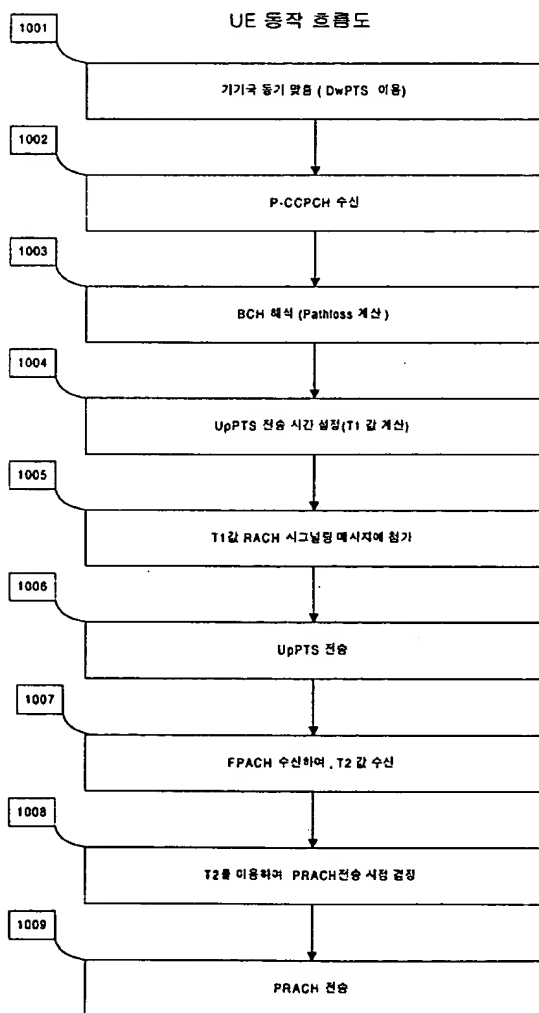 UE 동작 흐름도
1001
기기국 동기 맞춤 ( DwPTS 이용)
1002
P-CCPCH 수신
1003
BCH 해석 (Pathloss 계산 )
1004
UpPTS 전송 시간 설정(T1 값 계산)
1005
T1값 RACH 시그널링 메시지에 첨가
1006
UpPTS 전송
1007
FPACH 수신하여 , T2 값 수신
1008
T2를 이용하여 PRACH전송 시점 결정
1009
PRACH 전송